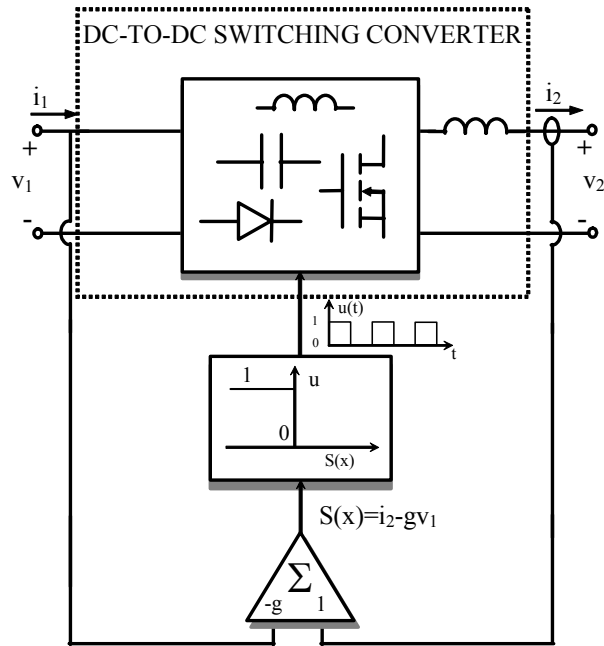 DC-TO-DC SWITCHING CONVERTER
i1
i2
+
+
v1
v2
-
-
1
u(t)
0
t
1
u
0
S(x)
S(x)=i2-gv1
Σ
-g
1